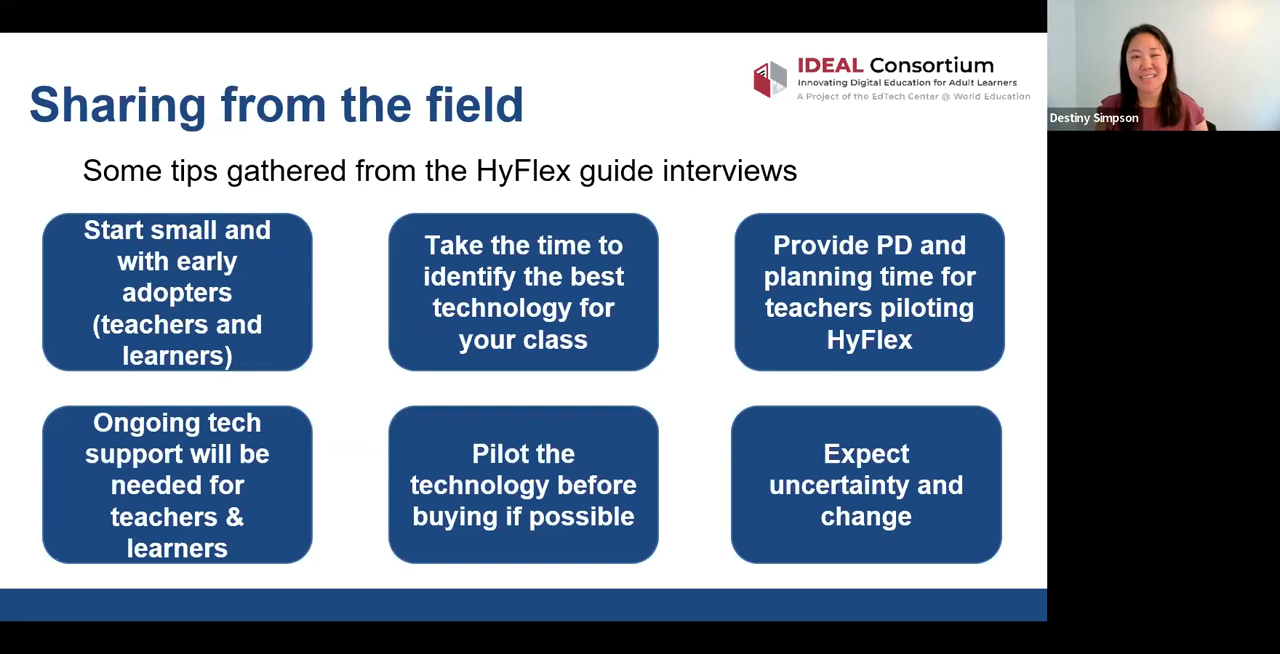 IDEAL Consortium
Innovating Digital Education for Adult Learners
A Project of the EdTech Center @ World Education
Destiny Simpson
Sharing from the field
Some tips gathered from the HyFlex guide interviews
Start small and
with early
adopters
(teachers and
learners)
Take the time to
identify the best
technology for
your class
Provide PD and
planning time for
teachers piloting
HyFlex
Ongoing tech
support will be
needed for
teachers &
learners
Pilot the
technology before
buying if possible
Expect
uncertainty and
change